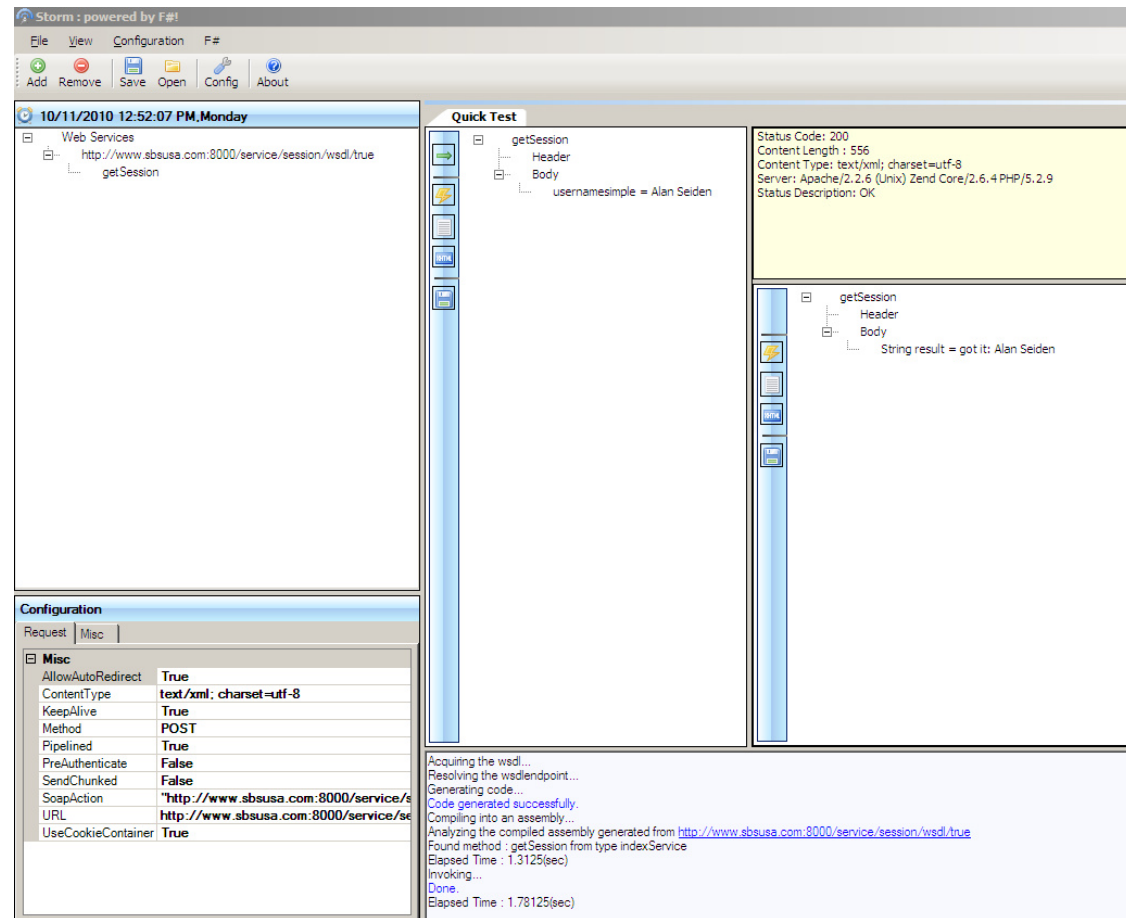 Storm : powered by F#!
File View Configuration F#
Add Remove Save Open Config About
10/11/2010 12:52:07 PM,Monday
Web Services
http://www.sbsusa.com:8000/service/session/wsdl/true
getSession
Quick Test
getSession
Header
Body
usernamesimple = Alan Seiden
Status Code: 200
Content Length : 556
Content Type: text/xml; charset=utf-8
Server: Apache/2.2.6 (Unix) Zend Core/2.6.4 PHP/5.2.9
Status Description: OK
getSession
Header
Body
String result = got it: Alan Seiden
Configuration
Request Misc
Misc
AllowAutoRedirect True
ContentType text/xml; charset=utf-8
KeepAlive True
Method POST
Pipelined True
PreAuthenticate False
SendChunked False
SoapAction "http://www.sbsusa.com:8000/service/s
URL http://www.sbsusa.com:8000/service/se
UseCookieContainer True
Acquiring the wsdl...
Resolving the wsdlendpoint...
Generating code...
Code generated successfully.
Compiling into an assembly...
Analyzing the compiled assembly generated from http://www.sbsusa.com:8000/service/session/wsdl/true
Found method : getSession from type indexService
Elapsed Time : 1.3125(sec)
Invoking...
Done.
Elapsed Time : 1.78125(sec)